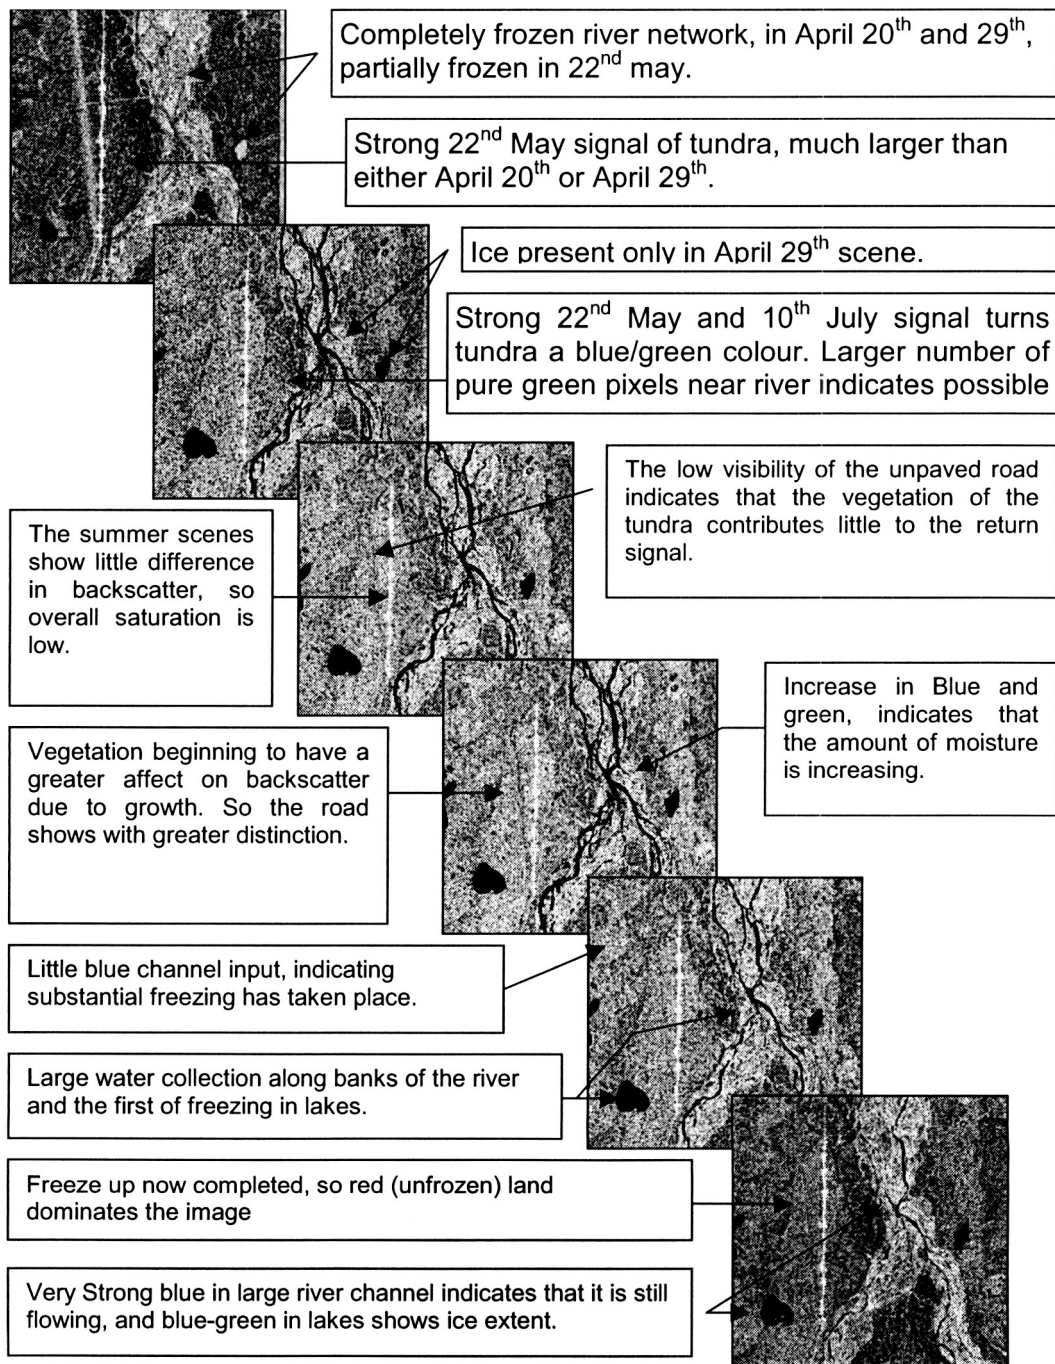 Completely frozen river network, in April 20th and 29th,
partially frozen in 22nd may.
Strong 22nd May signal of tundra, much larger than
either April 20th or April 29th.
Ice present only in April 29th scene.
Strong 22nd May and 10th July signal turns
tundra a blue/green colour. Larger number of
pure green pixels near river indicates possible
The low visibility of the unpaved road
indicates that the vegetation of the
tundra contributes little to the return
signal.
The summer scenes
show little difference
in backscatter, so
overall saturation is
low.
Increase in Blue and
green, indicates that
the amount of moisture
is increasing.
Vegetation beginning to have a
greater affect on backscatter
due to growth. So the road
shows with greater distinction.
Little blue channel input, indicating
substantial freezing has taken place.
Large water collection along banks of the river
and the first of freezing in lakes.
Freeze up now completed, so red (unfrozen) land
dominates the image
Very Strong blue in large river channel indicates that it is still
flowing, and blue-green in lakes shows ice extent.